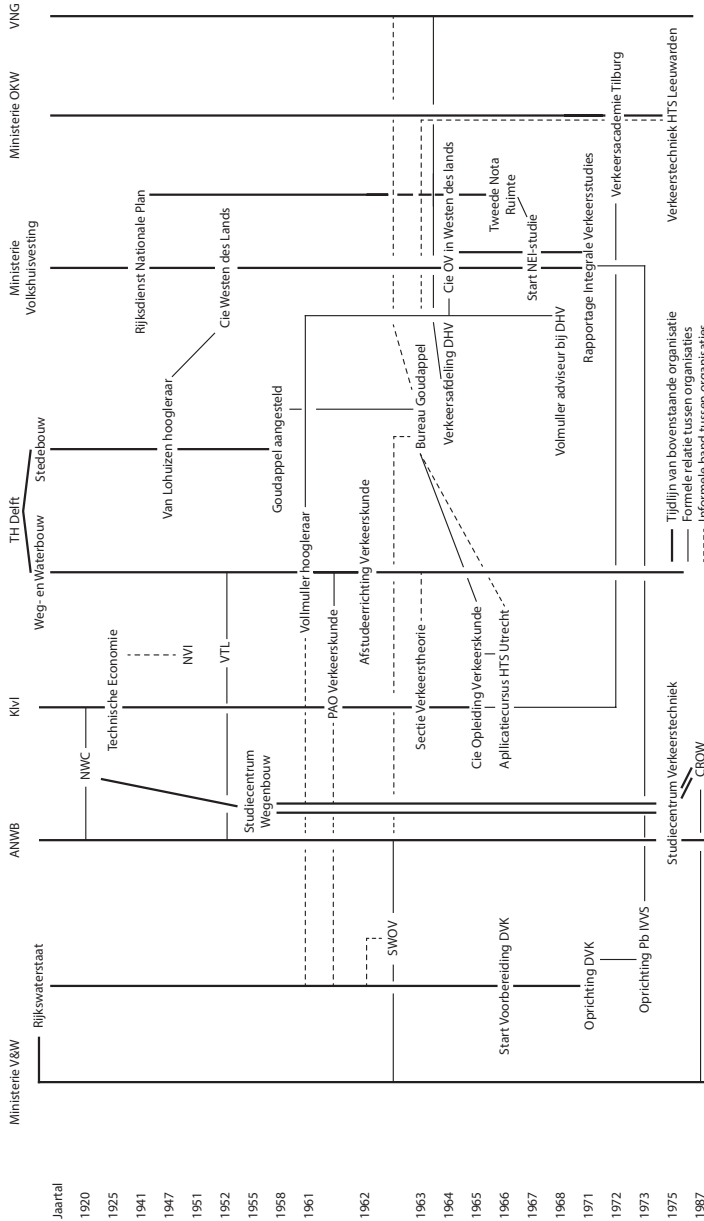 Ministerie V&W
Rijkswaterstaat
ANWB
KIvI
TH Delft
Weg- en Waterbouw
Stedebouw
Ministerie
Volkshuisvesting
Ministerie OKW
VNG
Jaartal
1920
NWC
1925
Technische Economie
1941
Rijksdienst Nationale Plan
1947
Van Lohuizen hoogleraar
1951
NVI
1952
VTL
Cie Westen des Lands
1955
Studiecentrum
Wegenbouw
1958
Goudappel aangesteld
1961
Vollmuller hoogleraar
PAO Verkeerskunde
1962
Afstudeerrichting Verkeerskunde
SWOV
1963
Sectie Verkeerstheorie
Bureau Goudappel
1964
Verkeersafdeling DHV
Cie OV in Westen des lands
1965
Cie Opleiding Verkeerskunde
1966
Start Voorbereiding DVK
Apllicatiecursus HTS Utrecht
Tweede Nota
Ruimte
1967
Start NEI-studie
1968
Volmuller adviseur bij DHV
1971
Oprichting DVK
Rapportage Integrale Verkeersstudies
1972
Verkeersacademie Tilburg
1973
Oprichting Pb IVVS
1975
Studiecentrum Verkeerstechniek
Verkeerstechniek HTS Leeuwarden
1987
CROW
Tijdlijn van bovenstaande organisatie
Formele relatie tussen organisaties
Informele band tussen organisaties